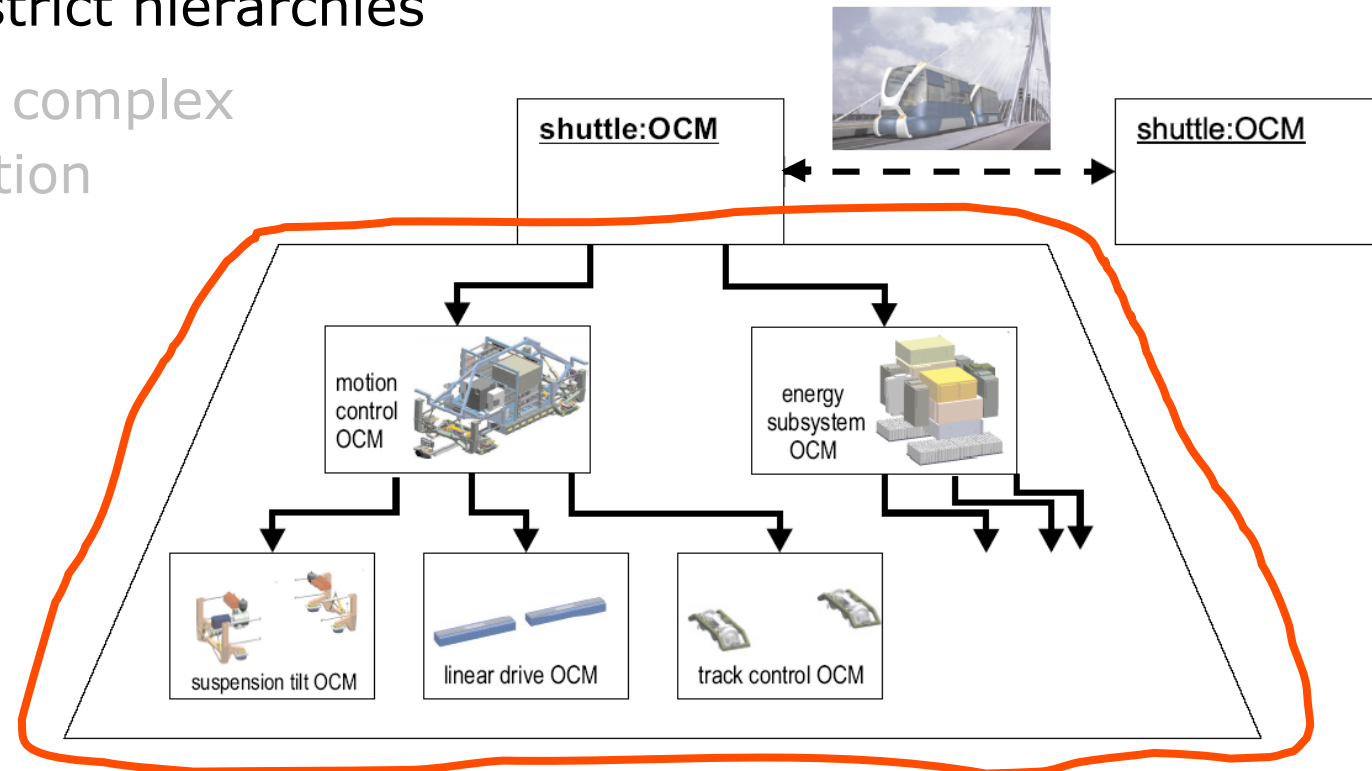 strict hierarchies
complex
tion
shuttle:OCM
shuttle:OCM
motion
control
OCM
energy
subsystem
OCM
suspension tilt OCM
linear drive OCM
track control OCM